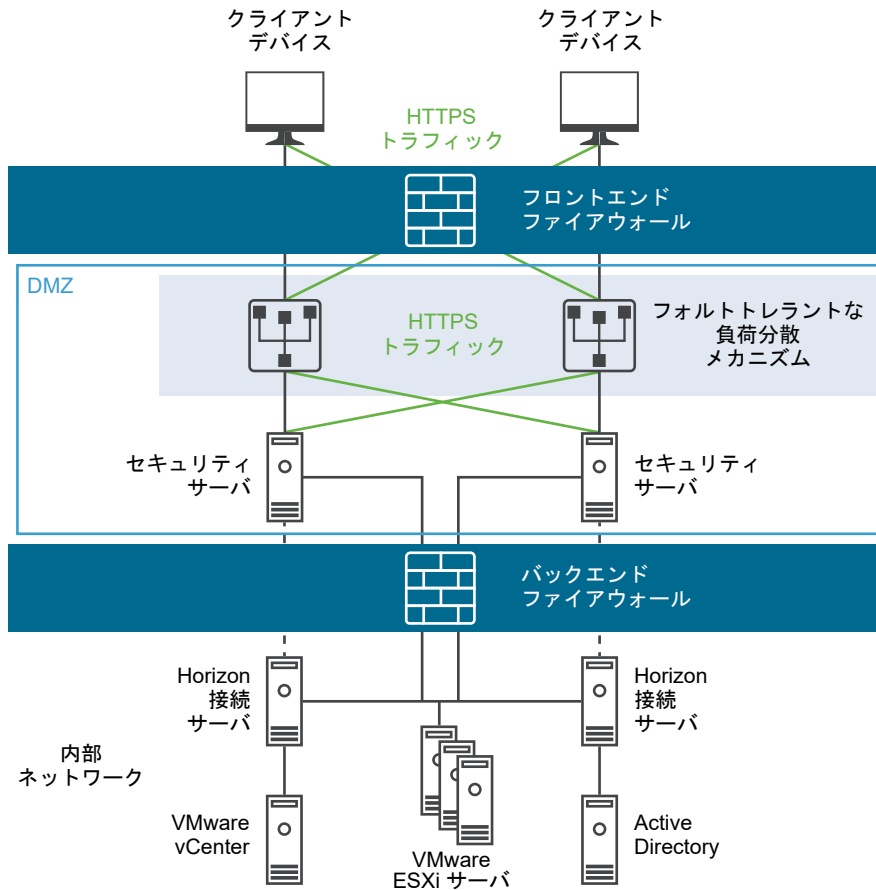 クライアント
デバイス
クライアント
デバイス
HTTPS
トラフィック
フロントエンド
ファイアウォール
DMZ
HTTPS
トラフィック
フォルトトレラントな
負荷分散
メカニズム
セキュリティ
サーバ
セキュリティ
サーバ
バックエンド
ファイアウォール
Horizon
接続
サーバ
Horizon
接続
サーバ
内部
ネットワーク
VMware
vCenter
VMware
ESXi サーバ
Active
Directory